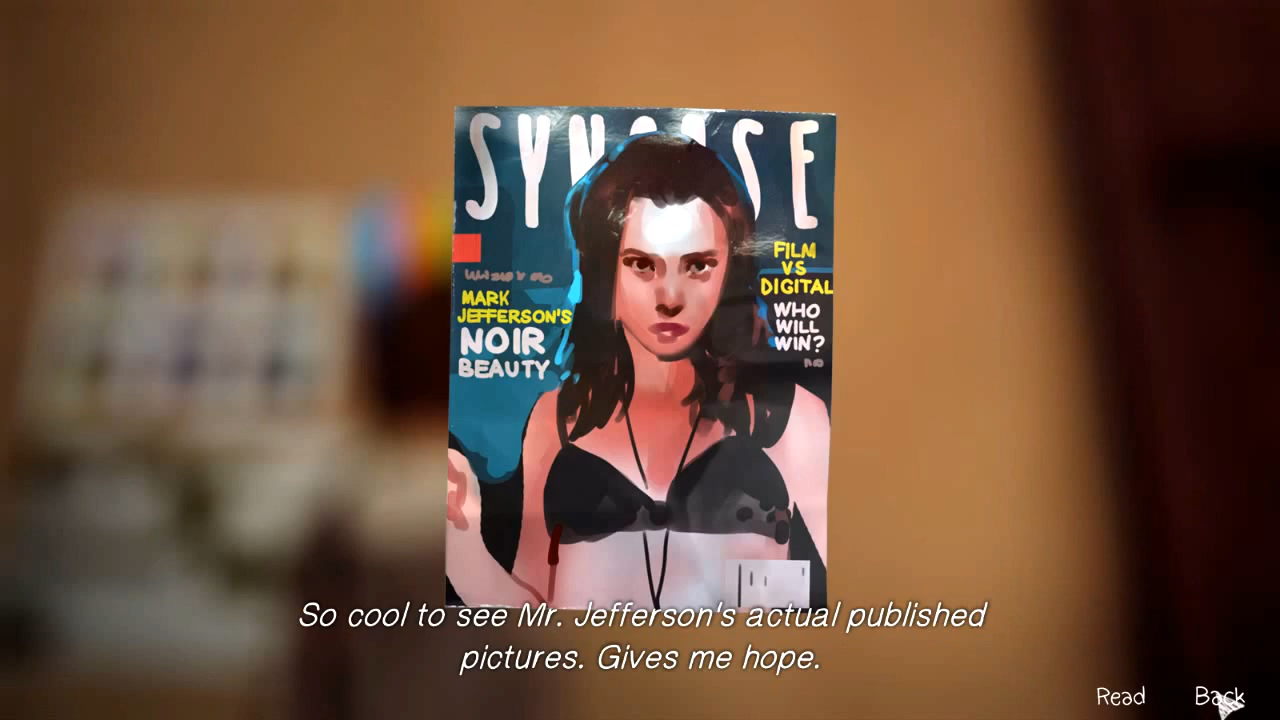 MARK
JEFFERSON'S
NOIR
BEAUTY
FILM
VS
DIGITAL
WHO
WILL
WIN?
So cool to see Mr. Jefferson's actual published
pictures. Gives me hope.
Read Back